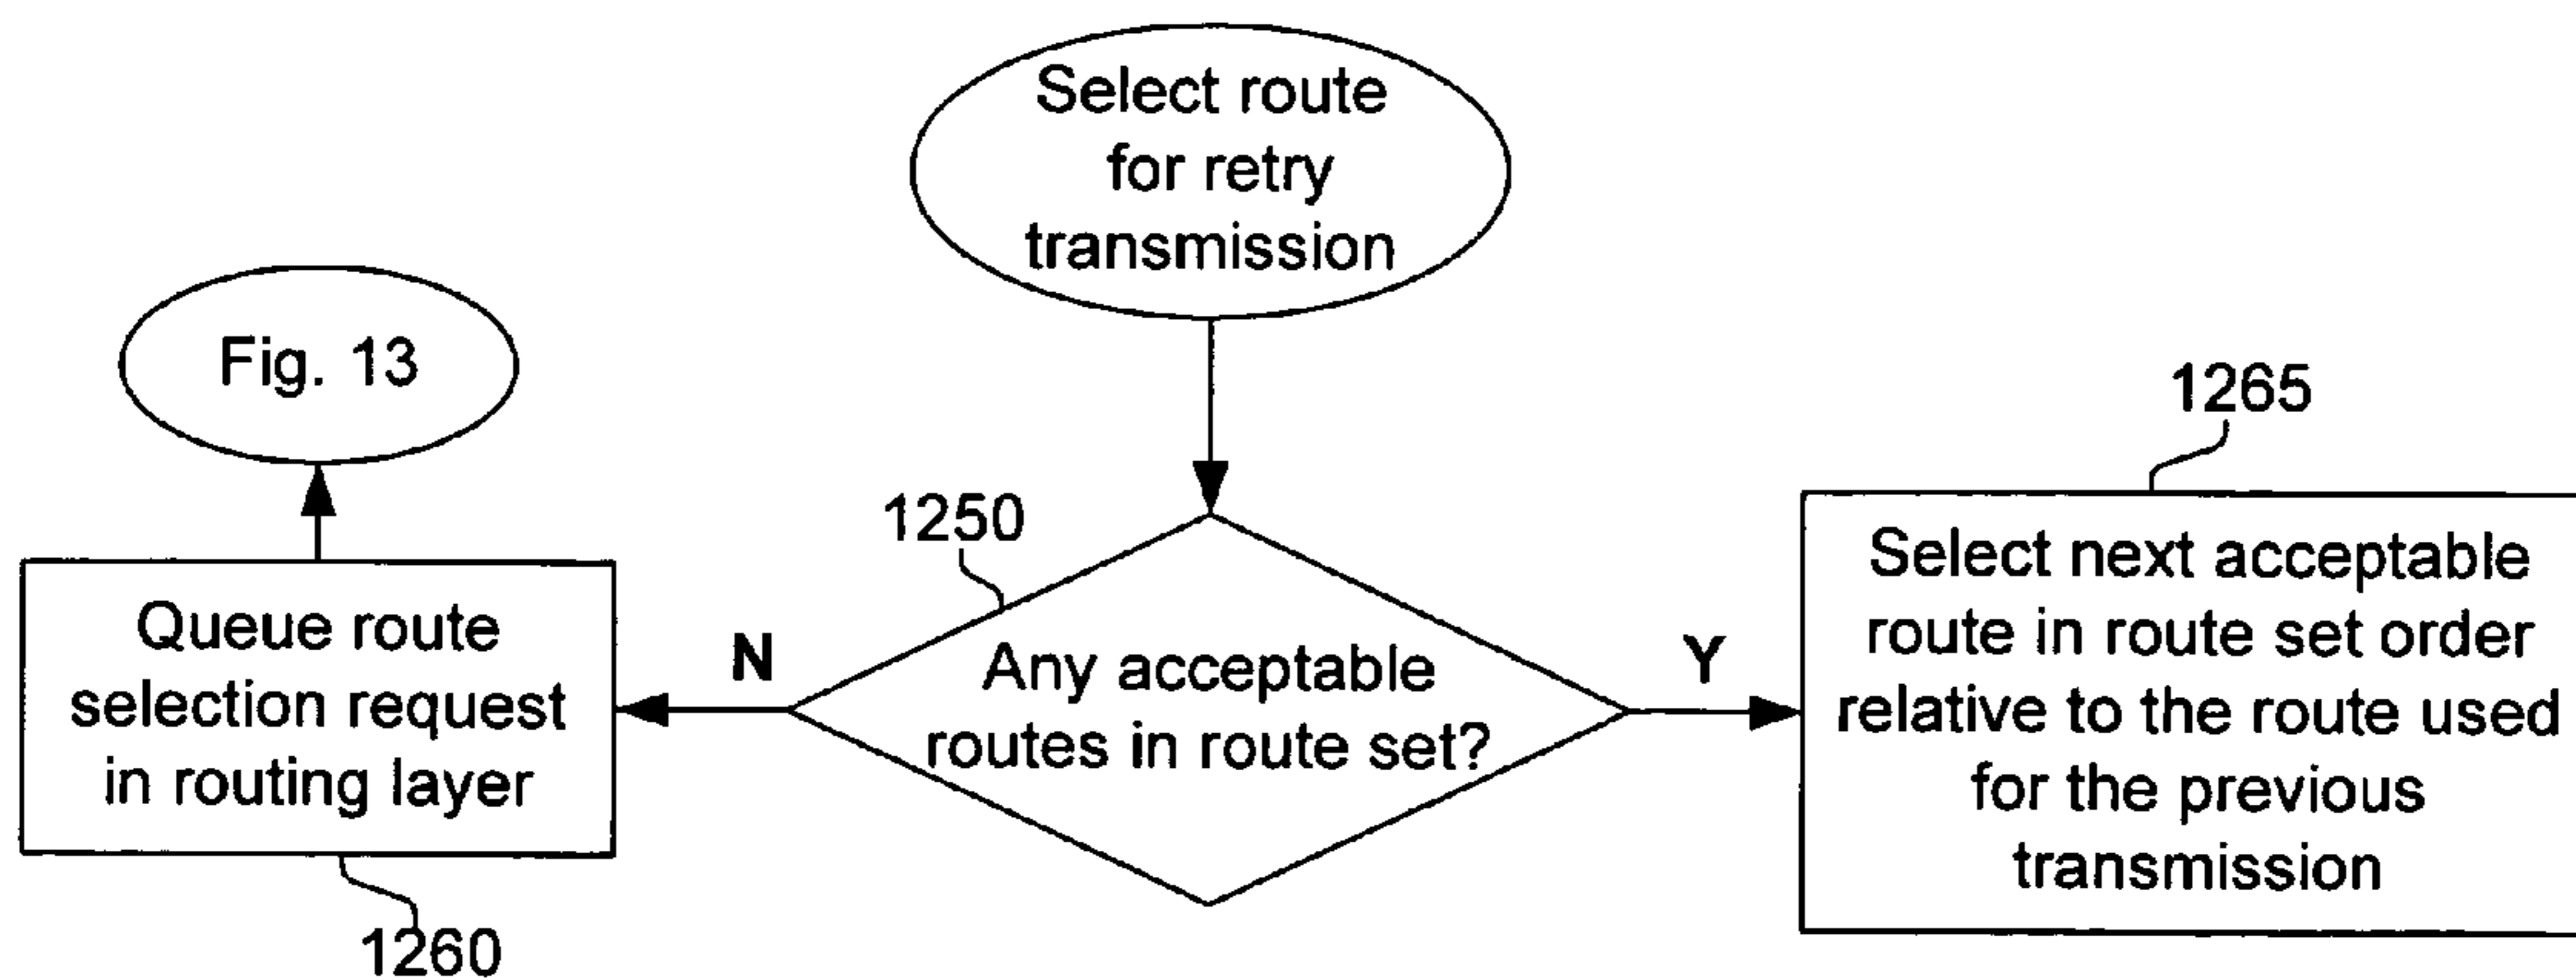 Select route
for retry
transmission
Fig. 13
1265
1250
Select next acceptable
route in route set order
relative to the route used
for the previous
transmission
Queue route
selection request
in routing layer
N
Any acceptable
routes in route set?
Y
1260